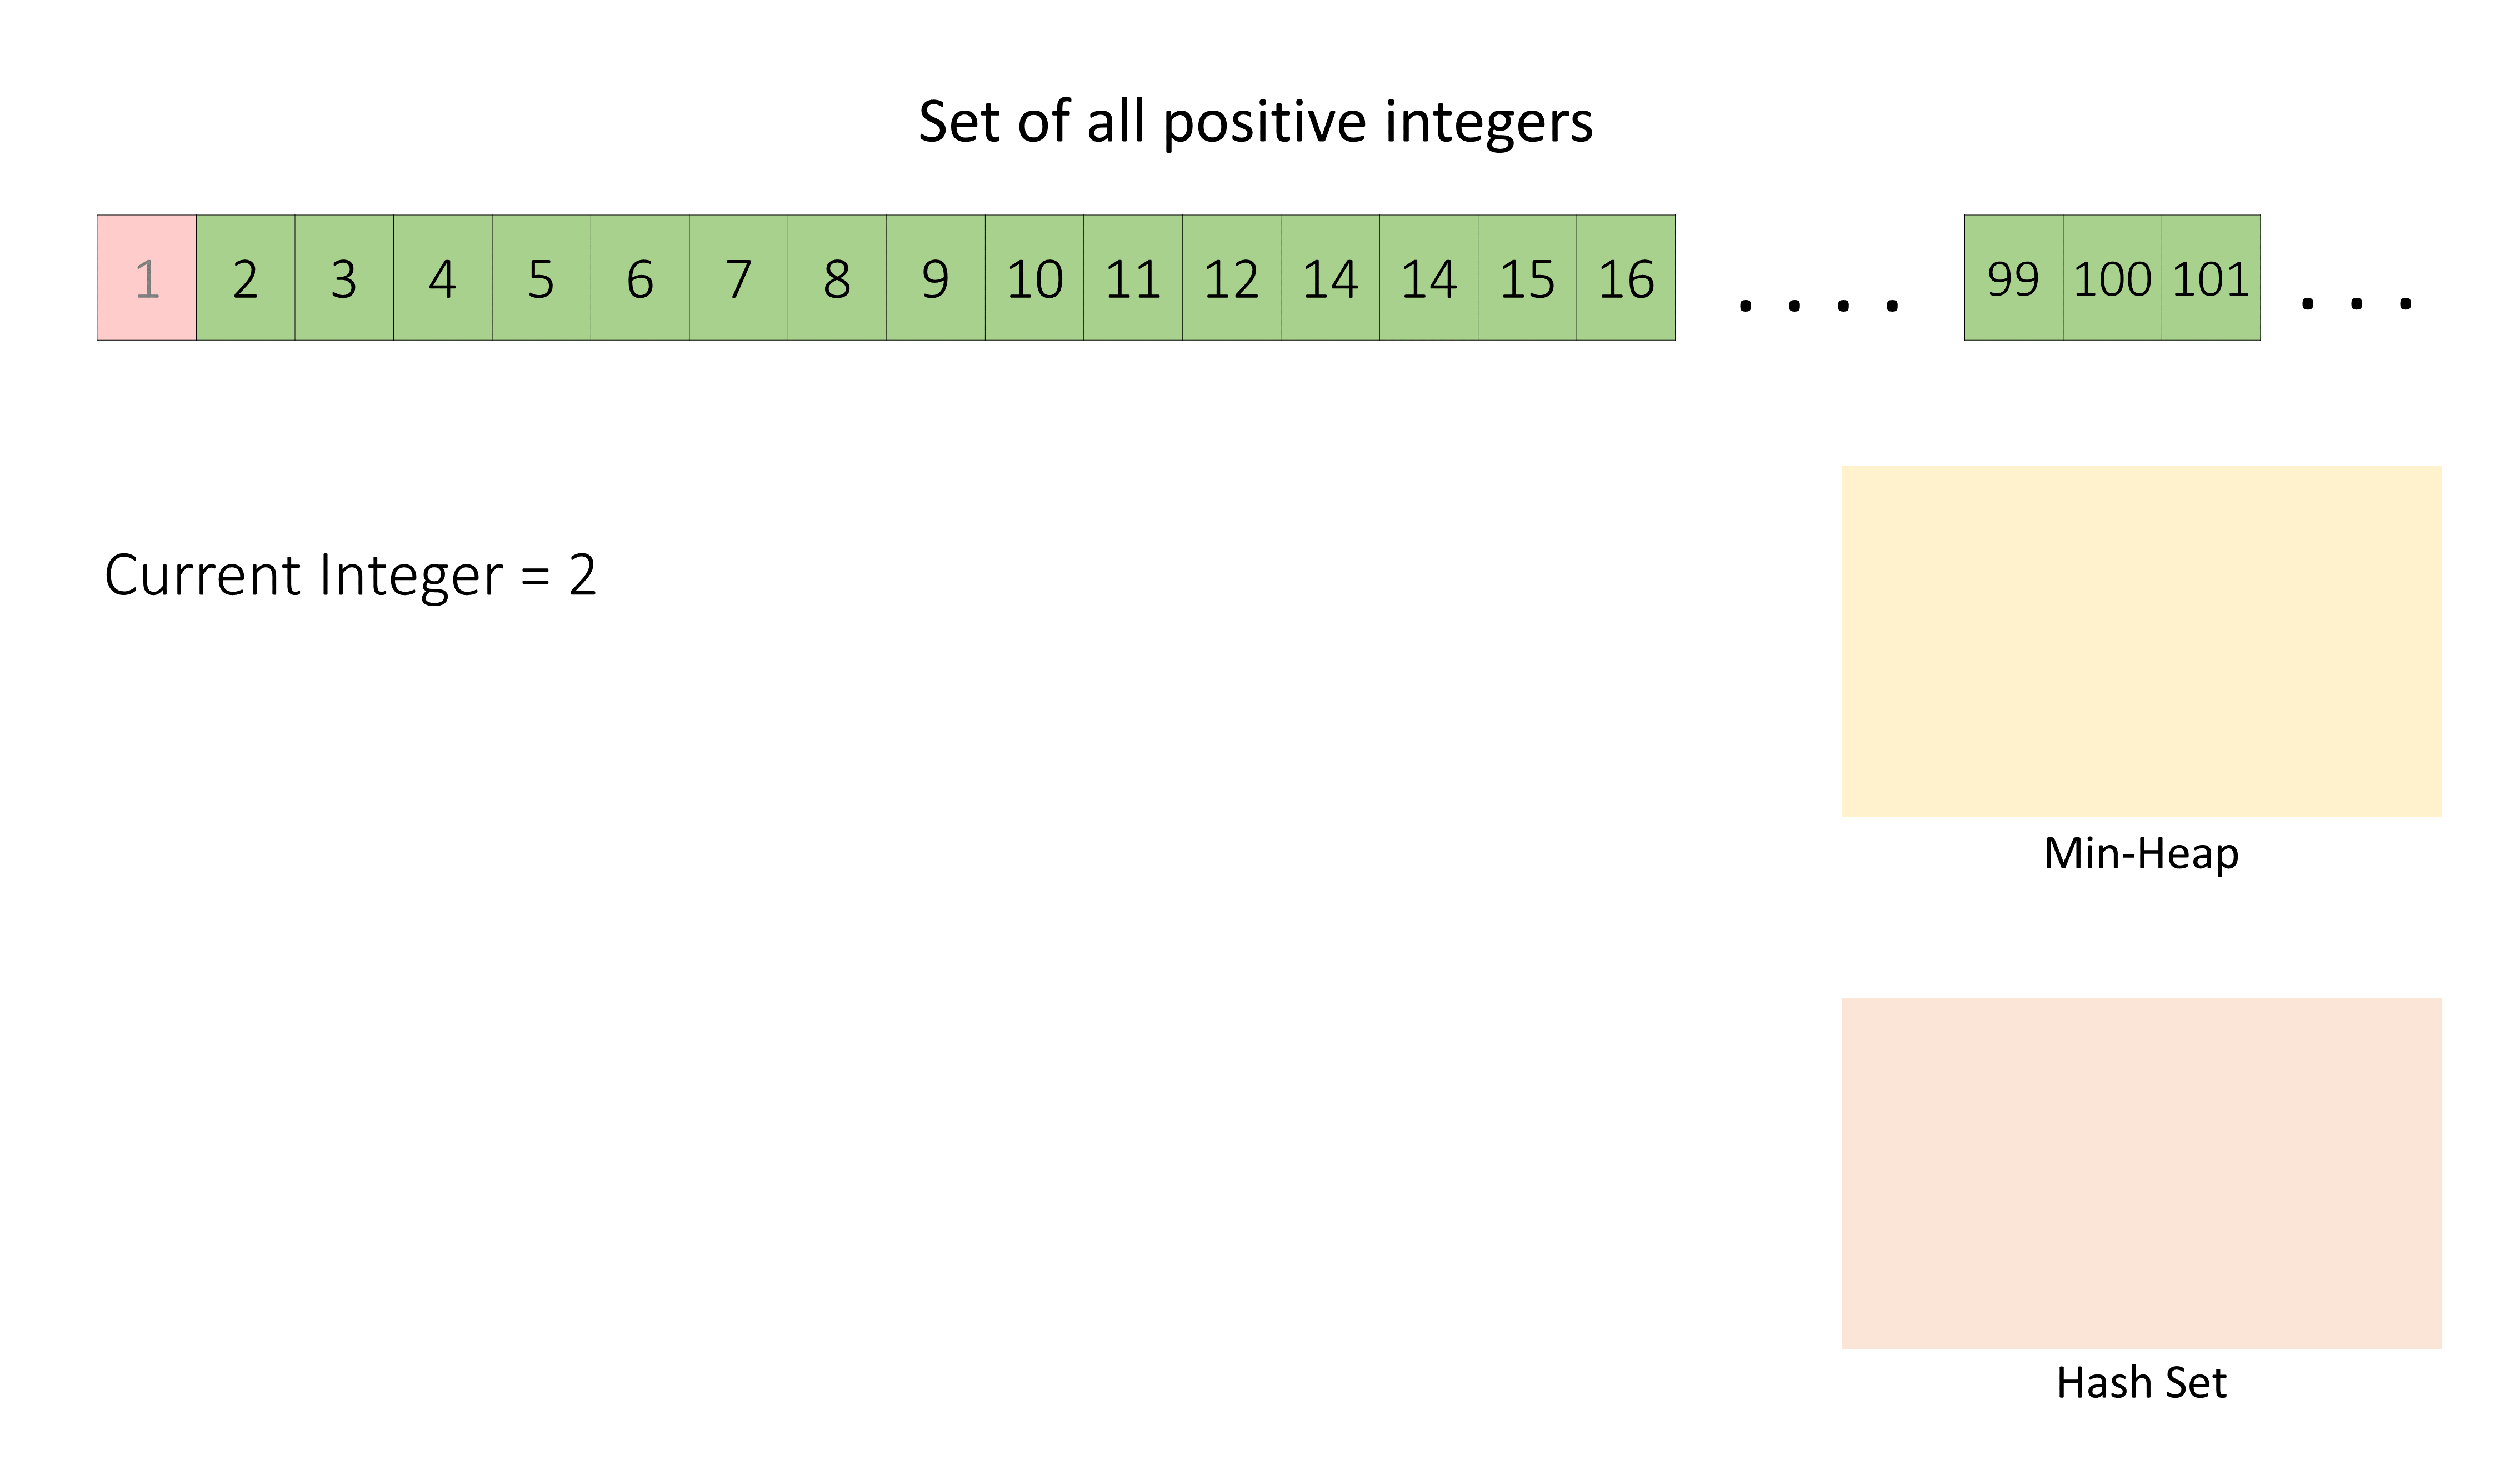 Set of all positive integers
1 2 3 4 5 6 7 8 9 10 11 12 14 14 15 16 . . . . 99 100 101 . . .
Current Integer = 2
Min-Heap
Hash Set